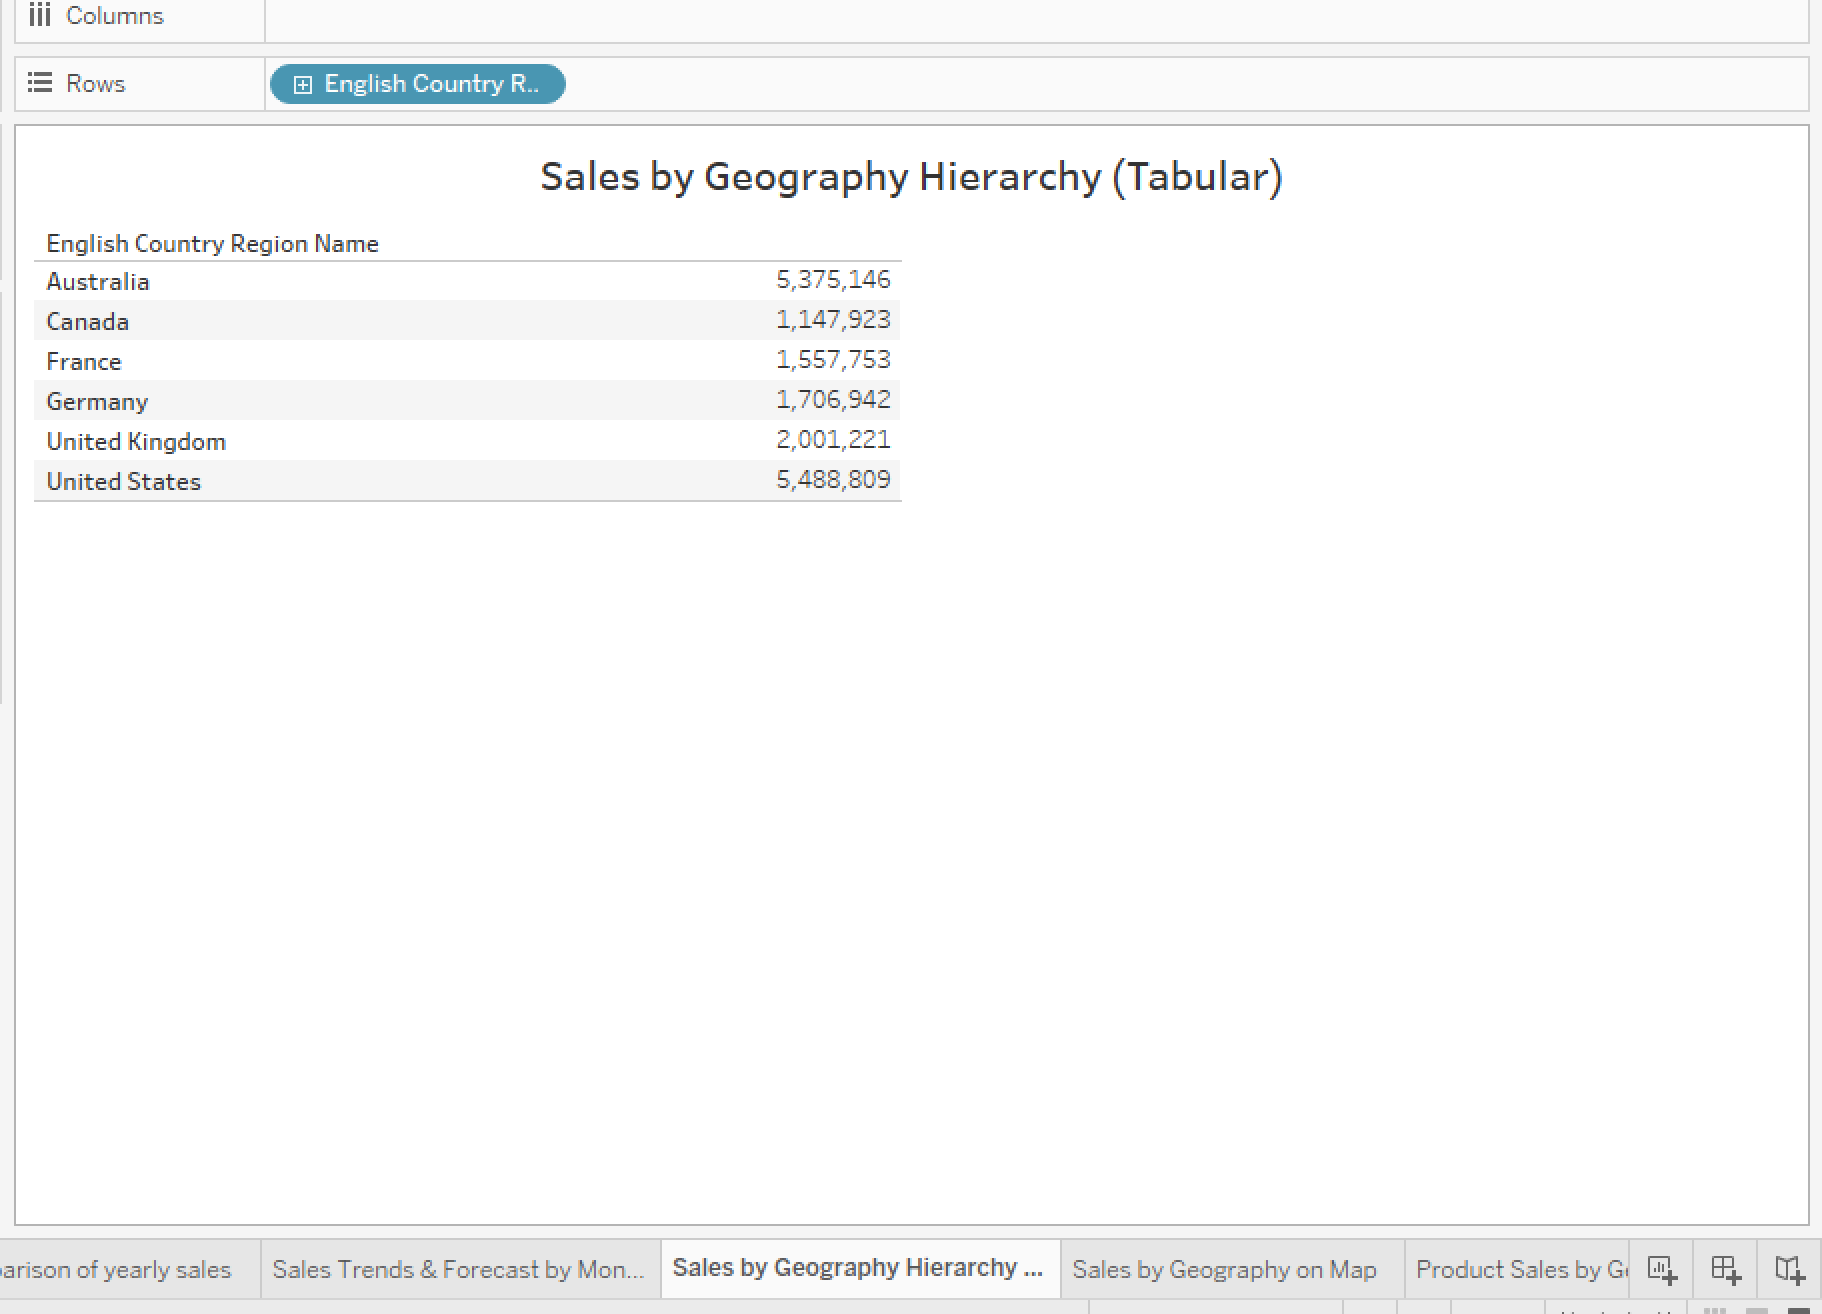 Columns
Rows
English Country R..
Sales by Geography Hierarchy (Tabular)
English Country Region Name
Australia 5,375,146
Canada 1,147,923
France 1,557,753
Germany 1,706,942
United Kingdom 2,001,221
United States 5,488,809
arison of yearly sales
Sales Trends & Forecast by Mon...
Sales by Geography Hierarchy ...
Sales by Geography on Map
Product Sales by G